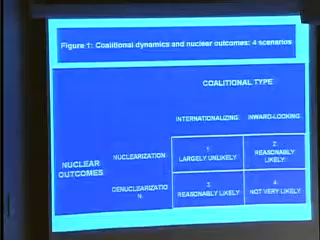 Figure 1: Coalitional dynamics and nuclear outcomes: 4 scenarios
COALITIONAL TYPE
INTERNATIONALIZING: INWARD-LOOKING:
NUCLEAR
OUTCOMES:
NUCLEARIZATION:
1:
LARGELY UNLIKELY
2:
REASONABLY
LIKELY
DENUCLEARIZATIO
N:
3:
REASONABLY LIKELY
4:
NOT VERY LIKELY